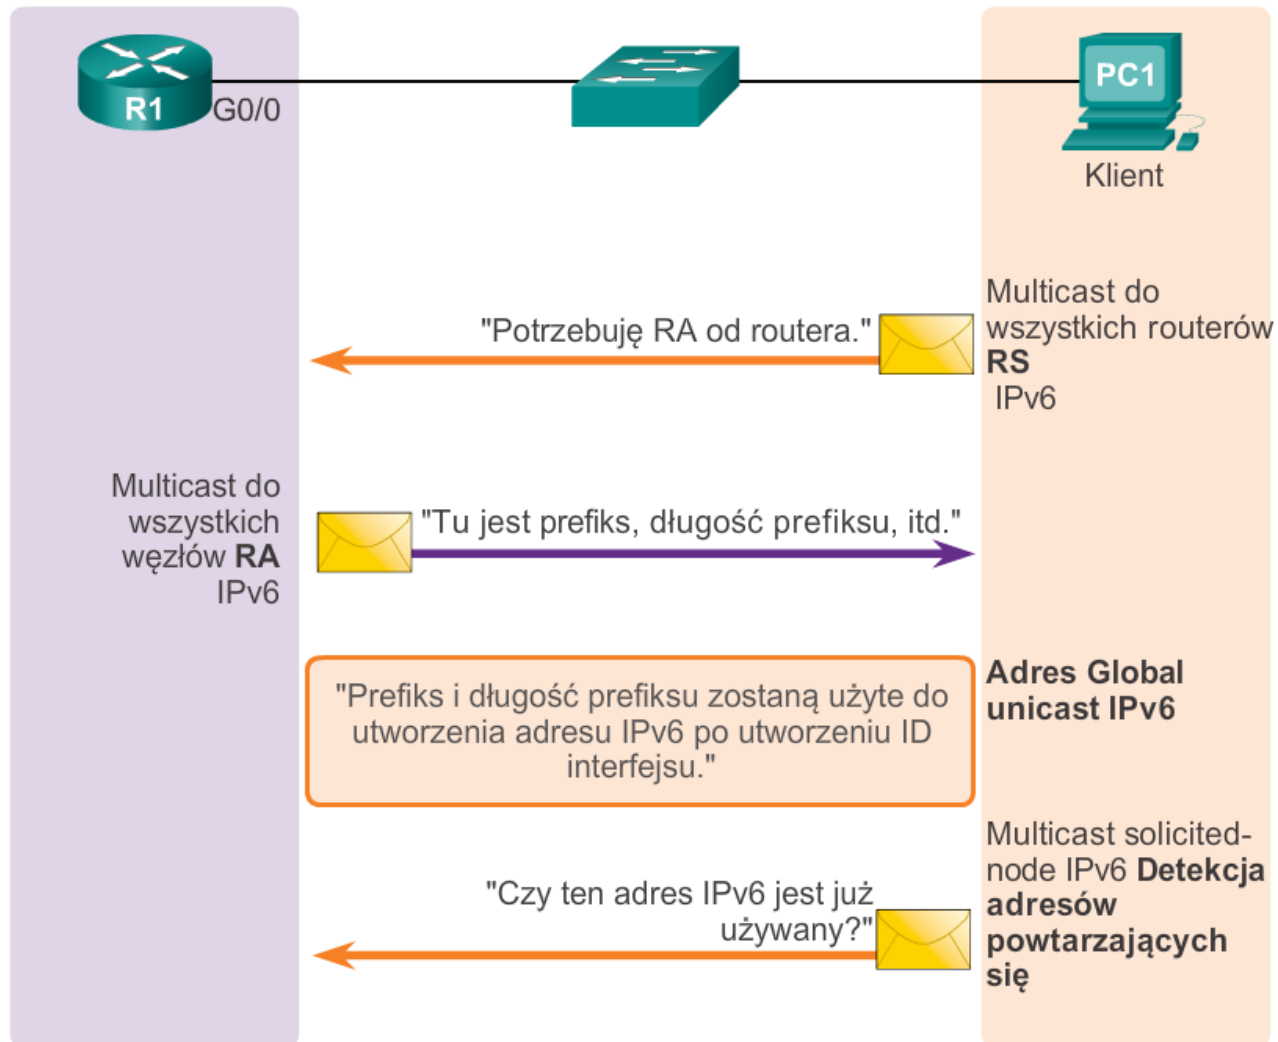 R1
G0/0
PC1
Klient
Multicast do
wszystkich routerów
RS
IPv6
"Potrzebuję RA od routera."
Multicast do
wszystkich
węzłów RA
IPv6
"Tu jest prefiks, długość prefiksu, itd."
"Prefiks i długość prefiksu zostaną użyte do
utworzenia adresu IPv6 po utworzeniu ID
interfejsu."
Adres Global
unicast IPv6
Multicast solicited-
node IPv6 Detekcja
adresów
powtarzających
się
"Czy ten adres IPv6 jest już
używany?"